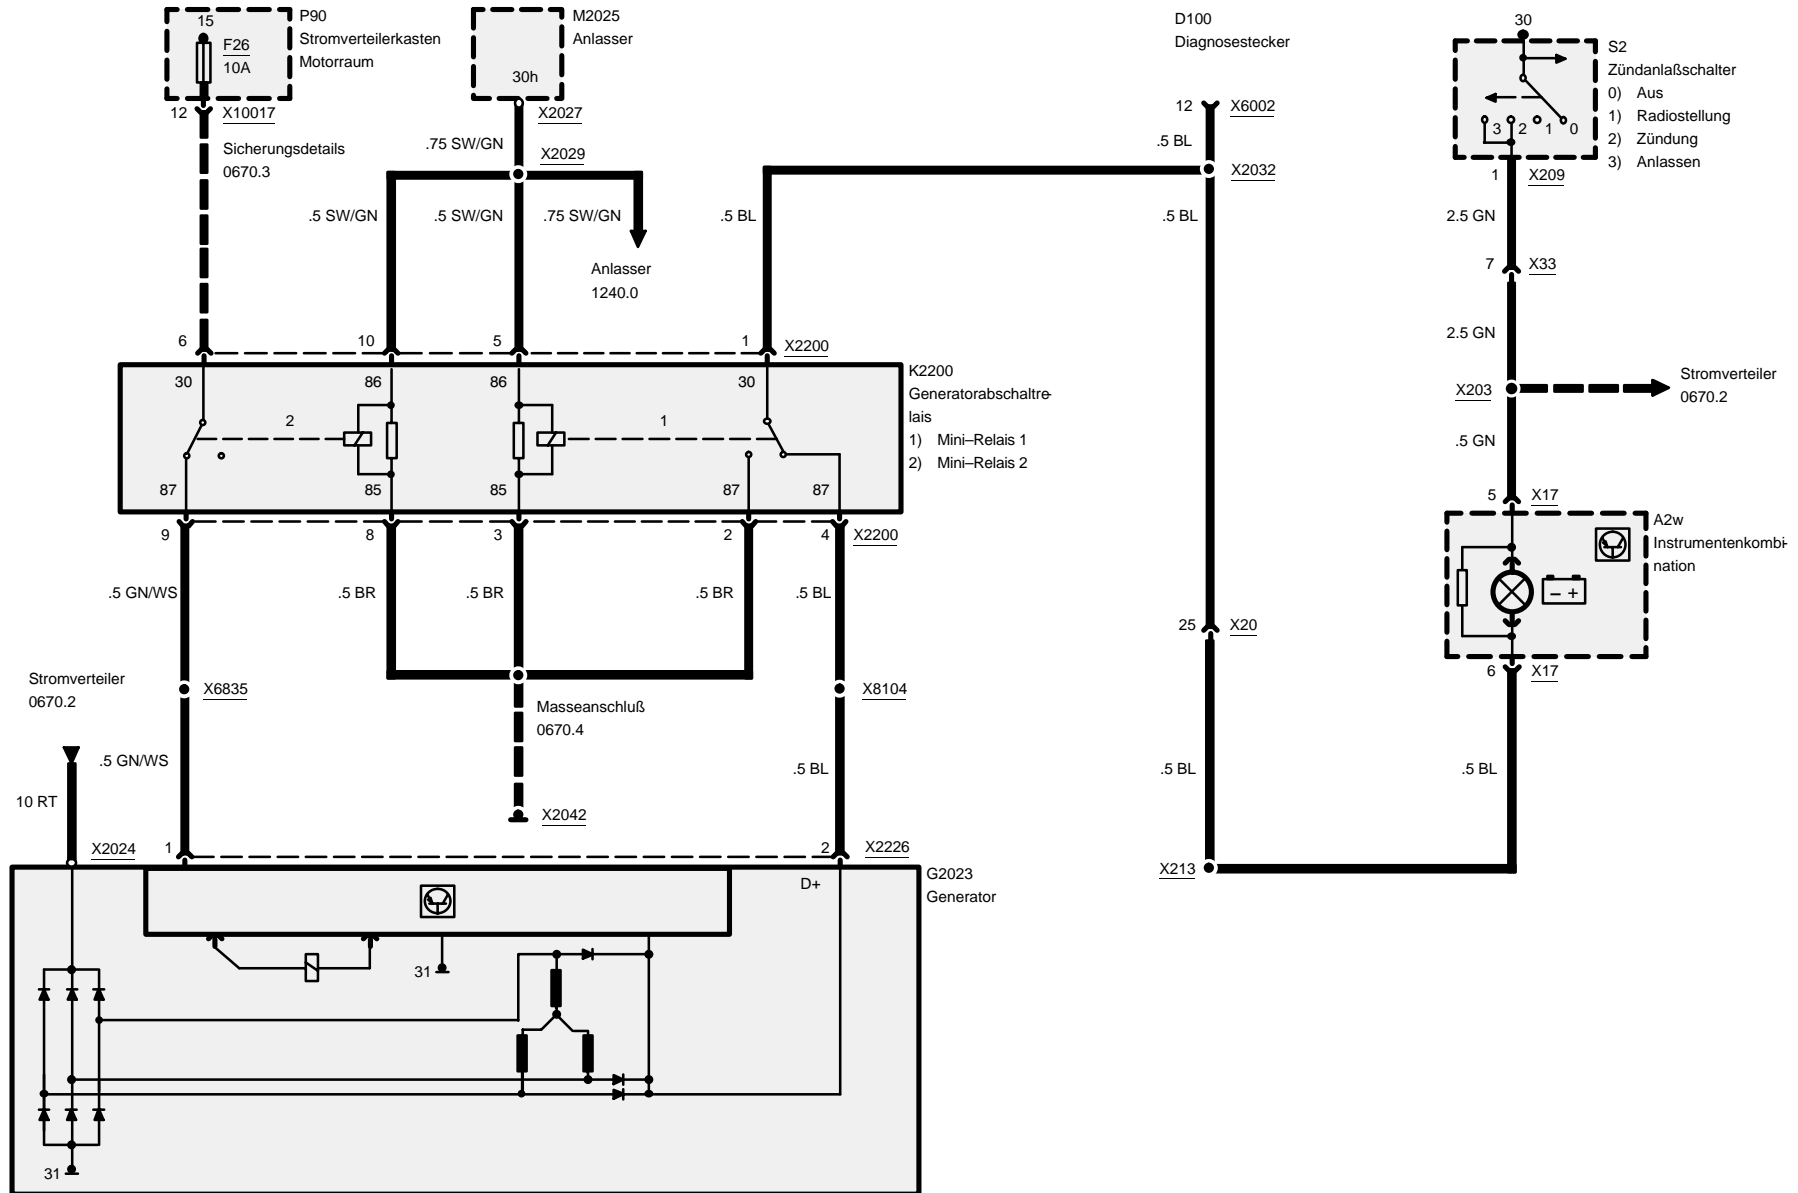 15
F26
10A
P90
Stromverteilerkasten
Motorraum
M2025
Anlasser
30h
D100
Diagnosestecker
30
S2
Zündanlaßschalter
0) Aus
1) Radiostellung
2) Zündung
3) Anlassen
3 2 1 0
12 X10017
X2027
12 X6002
Sicherungsdetails
0670.3
.75 SW/GN
X2029
.5 BL
X2032
1 X209
.5 SW/GN
.5 SW/GN
.75 SW/GN
.5 BL
.5 BL
2.5 GN
Anlasser
1240.0
7 X33
2.5 GN
6
10
5
1 X2200
30
86
86
30
K2200
Generatorabschaltre-
lais
1) Mini–Relais 1
2) Mini–Relais 2
2
1
87
85
85
87
87
X203
Stromverteiler
0670.2
.5 GN
5 X17
9
8
3
2
4 X2200
A2w
Instrumentenkombi-
nation
– +
.5 GN/WS
.5 BR
.5 BR
.5 BR
.5 BL
25 X20
6 X17
Stromverteiler
0670.2
X6835
Masseanschluß
0670.4
X8104
.5 GN/WS
.5 BL
.5 BL
.5 BL
10 RT
X2042
X2024
1
2 X2226
X213
D+
G2023
Generator
31
31